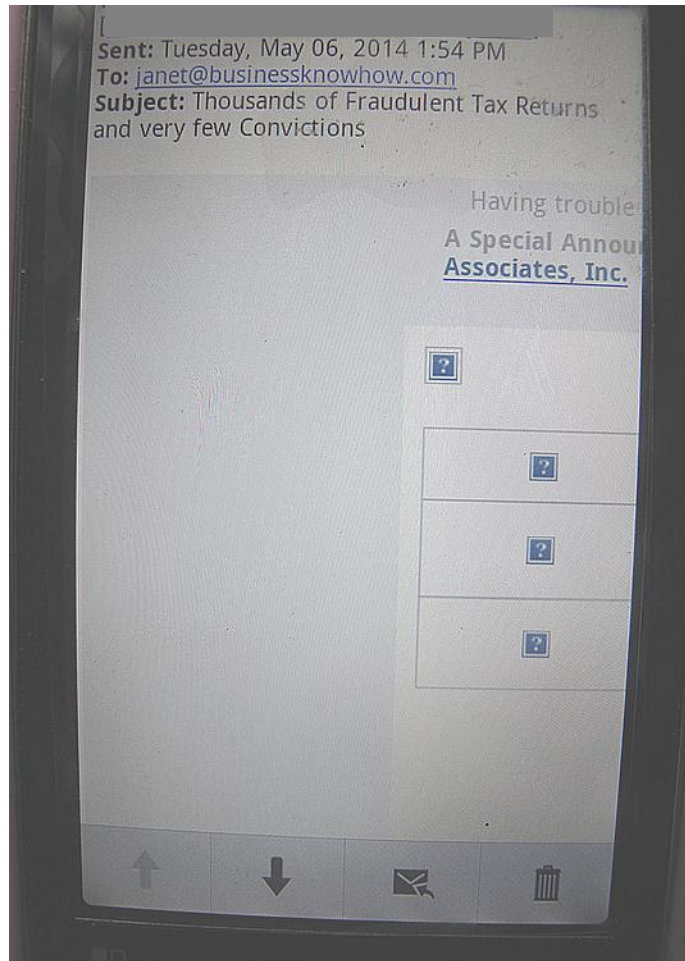 [
Sent: Tuesday, May 06, 2014 1:54 PM
To: janet@businessknowhow.com
Subject: Thousands of Fraudulent Tax Returns
and very few Convictions
Having trouble
A Special Annou
Associates, Inc.
?
?
?
?